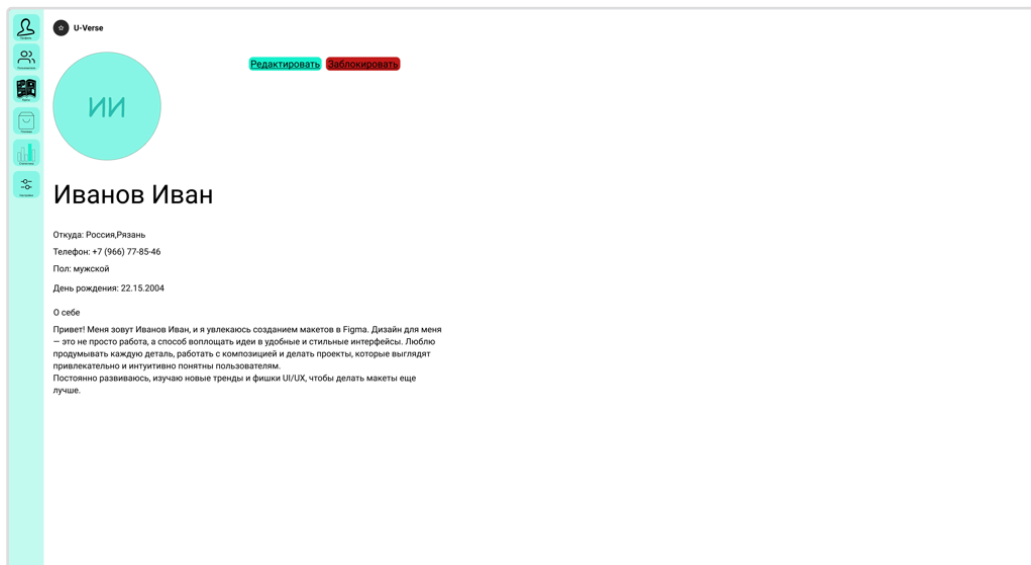 U-Verse
Редактировать Заблокировать
ИИ
Иванов Иван
Откуда: Россия,Рязань
Телефон: +7 (966) 77-85-46
Пол: мужской
День рождения: 22.15.2004
О себе
Привет! Меня зовут Иванов Иван, и я увлекаюсь созданием макетов в Figma. Дизайн для меня
— это не просто работа, а способ воплощать идеи в удобные и стильные интерфейсы. Люблю
продумывать каждую деталь, работать с композицией и делать проекты, которые выглядят
привлекательно и интуитивно понятны пользователям.
Постоянно развиваюсь, изучаю новые тренды и фишки UI/UX, чтобы делать макеты еще
лучше.